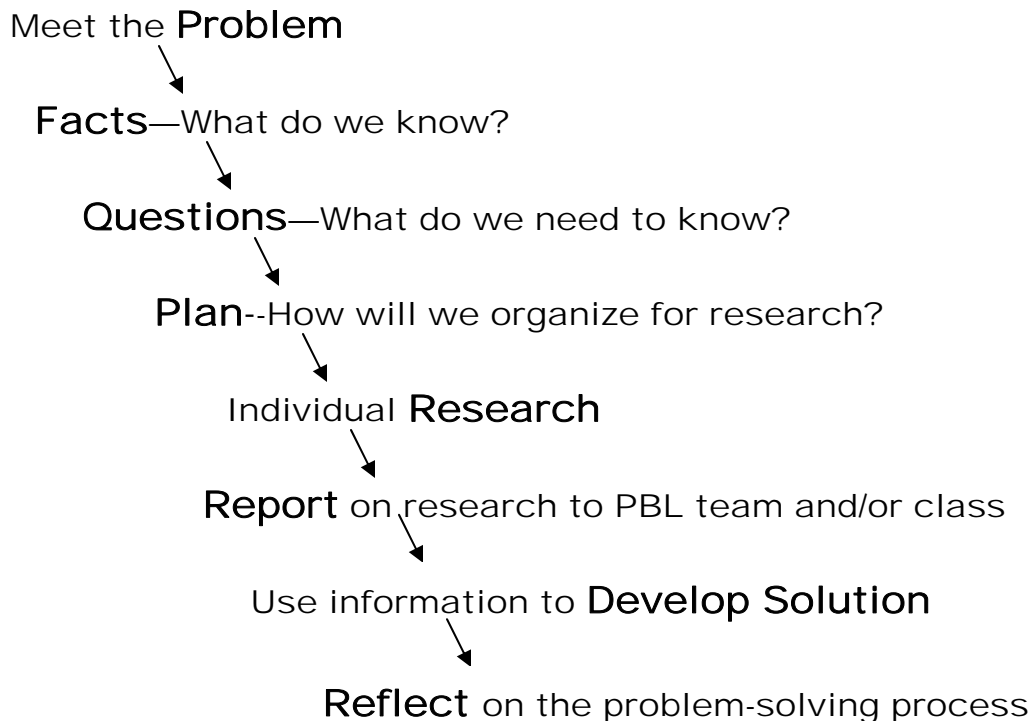 Meet the Problem
Facts—What do we know?
Questions—What do we need to know?
Plan--How will we organize for research?
Individual Research
Report on research to PBL team and/or class
Use information to Develop Solution
Reflect on the problem-solving process